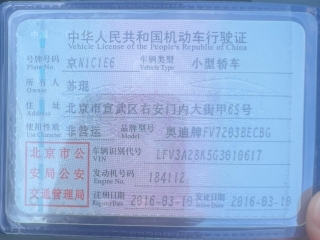 中华人民共和国机动车行驶证
Vehicle License of the People's Republic of China
号牌号码 京N1C1E6 车辆类型 小型轿车
Plate No. Vehicle Type
所有人 苏琨
Owner
住址 北京市宣武区右安门内大街甲65号
Address
使用性质 非营运 品牌型号 奥迪牌FV7203BECBG
Use Character Model
北京市公 车辆识别代号
VIN LFV3A28K5G3010617
安局公安 发动机号码
Engine No. 184112
交通管理局 注册日期 2016-03-10 发证日期 2016-03-10
Register Date Issue Date